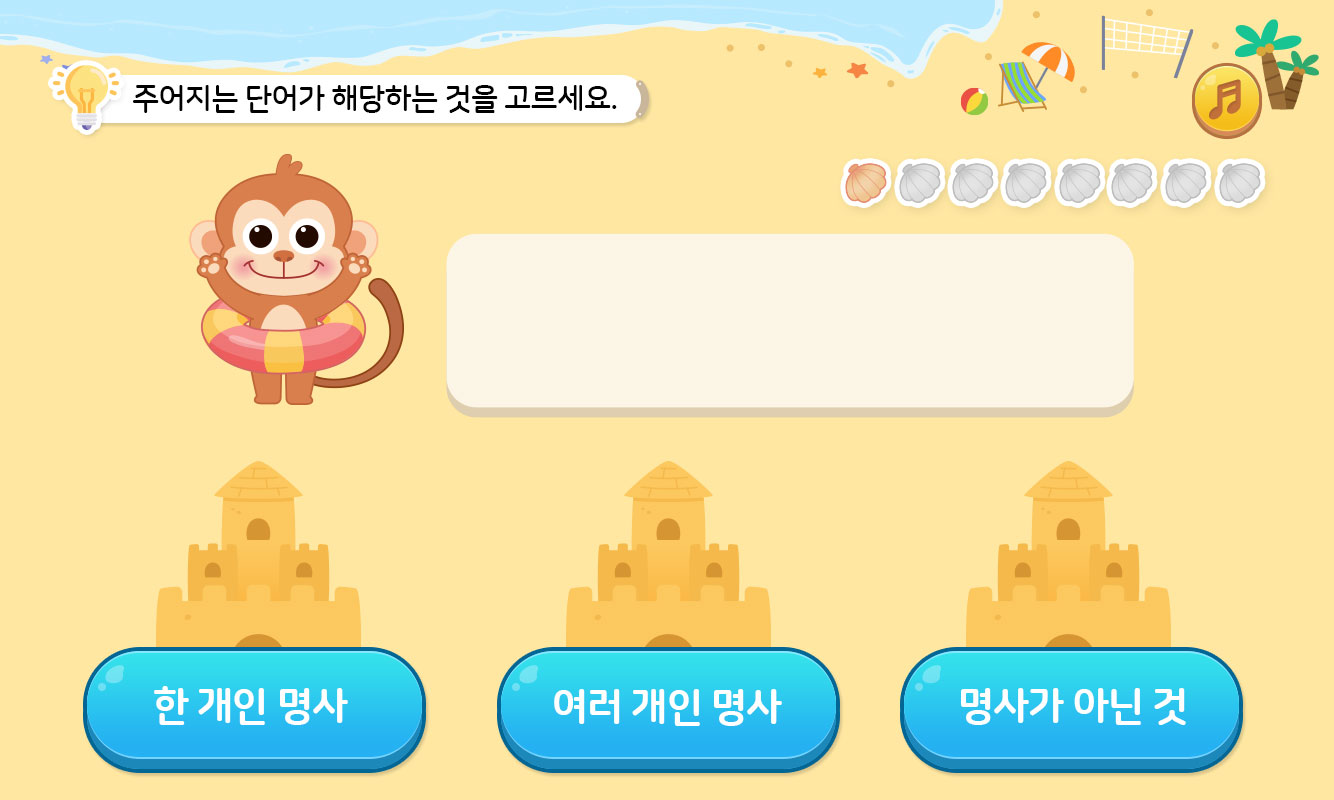 주어지는 단어가 해당하는 것을 고르세요.
한 개인 명사
여러 개인 명사
명사가 아닌 것